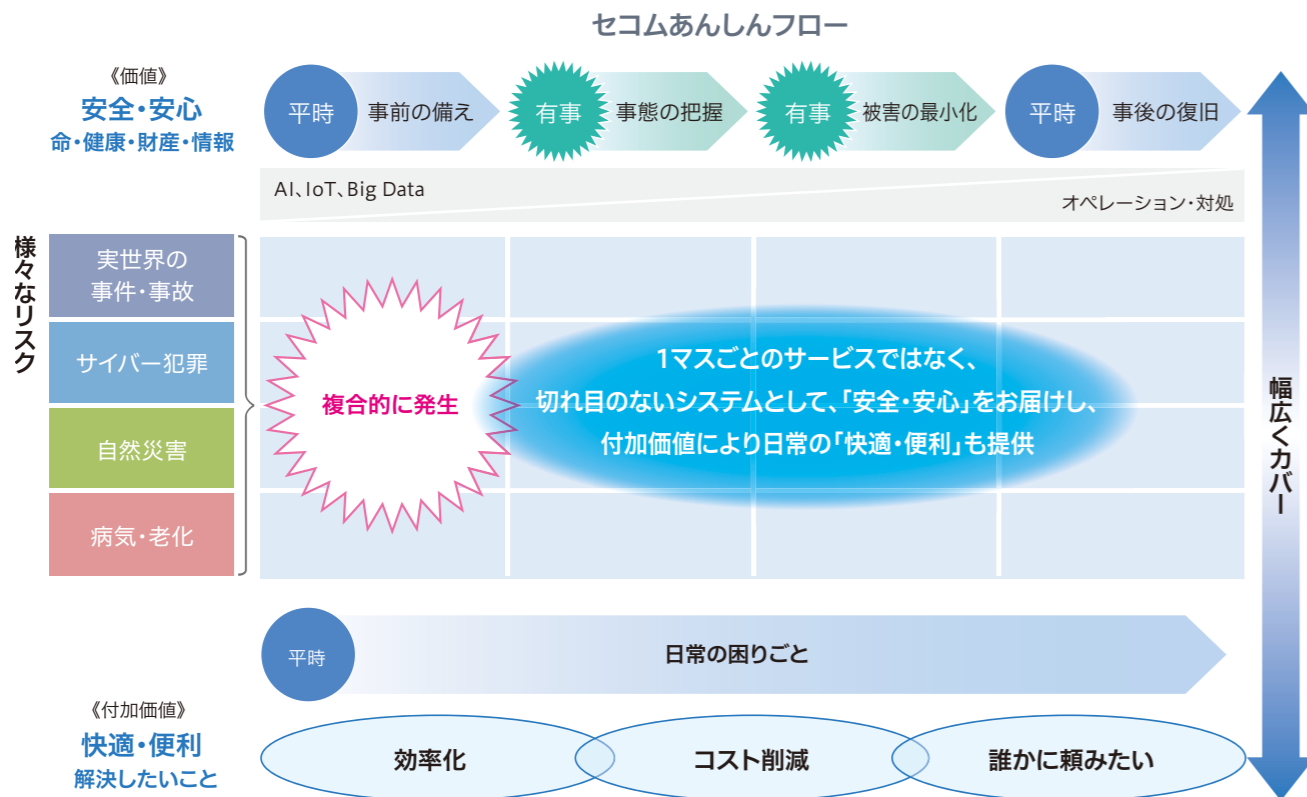 セコムあんしんフロー
《価値》
安全・安心
命・健康・財産・情報
平時
事前の備え
有事
事態の把握
有事
被害の最小化
平時
事後の復旧
AI、IoT、Big Data
オペレーション・対処
様々なリスク
実世界の
事件・事故
サイバー犯罪
自然災害
病気・老化
複合的に発生
1マスごとのサービスではなく、
切れ目のないシステムとして、「安全・安心」をお届けし、
付加価値により日常の「快適・便利」も提供
幅広くカバー
平時
日常の困りごと
《付加価値》
快適・便利
解決したいこと
効率化
コスト削減
誰かに頼みたい